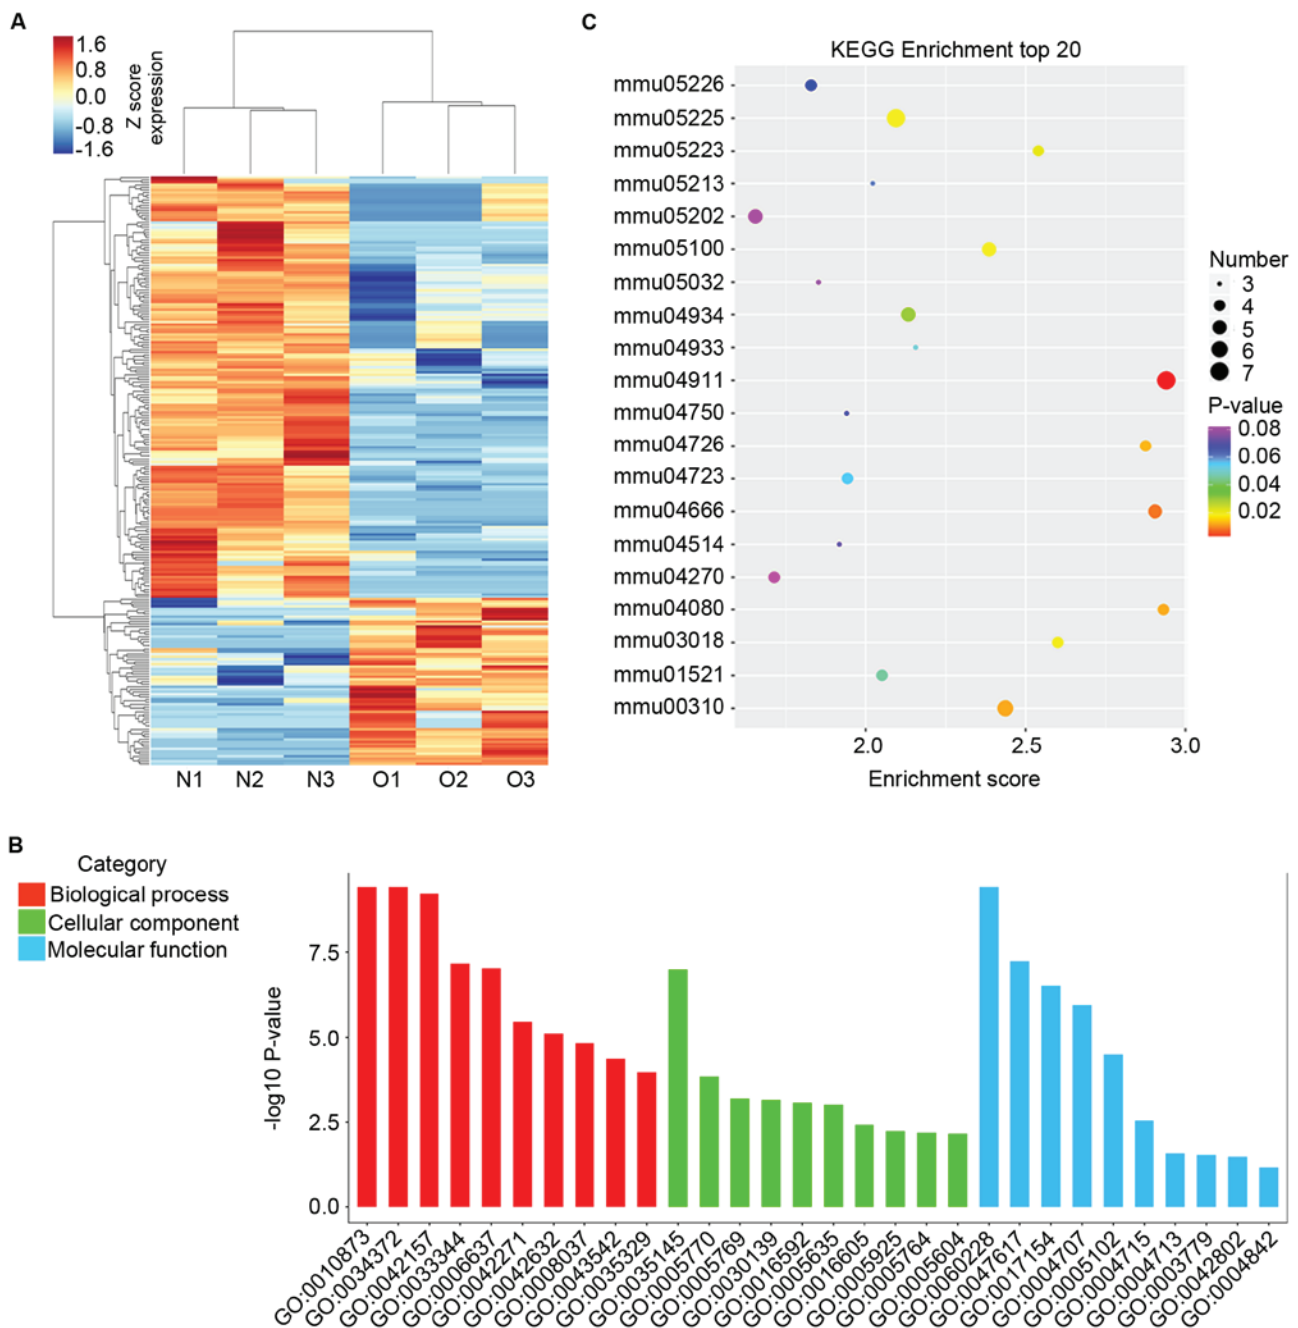 A
1.6
0.8
0.0
-0.8
-1.6
Z score
expression
N1 N2 N3 O1 O2 O3
C
KEGG Enrichment top 20
mmu05226
mmu05225
mmu05223
mmu05213
mmu05202
mmu05100
mmu05032
mmu04934
mmu04933
mmu04911
mmu04750
mmu04726
mmu04723
mmu04666
mmu04514
mmu04270
mmu04080
mmu03018
mmu01521
mmu00310
2.0 2.5 3.0
Enrichment score
Number
3
4
5
6
7
P-value
0.08
0.06
0.04
0.02
B
Category
Biological process
Cellular component
Molecular function
-log10 P-value
7.5
5.0
2.5
0.0
GO:0010873
GO:0034372
GO:0042157
GO:0033344
GO:0006637
GO:0042271
GO:0042632
GO:0008037
GO:0043542
GO:0035329
GO:0035145
GO:0005770
GO:0005769
GO:0030139
GO:0016592
GO:0005635
GO:0016605
GO:0005925
GO:0005764
GO:0005604
GO:0060228
GO:0047617
GO:0017154
GO:0004707
GO:0005102
GO:0004715
GO:0004713
GO:0003779
GO:0042802
GO:0004842